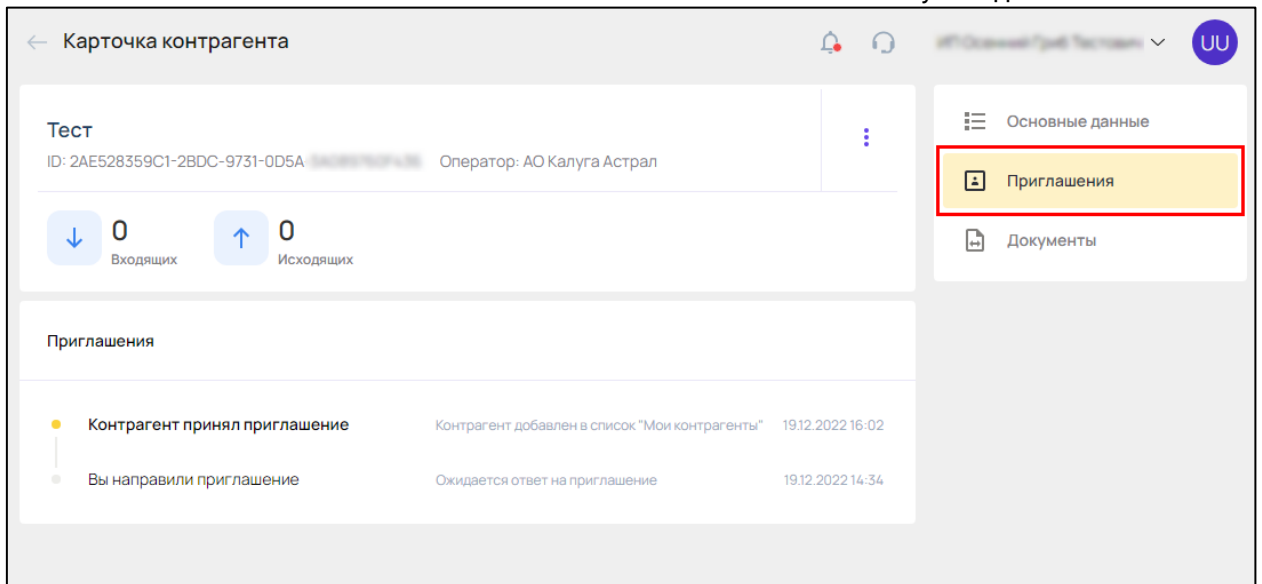 Карточка контрагента
UU
Тест
ID: 2AE528359C1-2BDC-9731-0D5A
Оператор: АО Калуга Астрал
0
Входящих
0
Исходящих
Основные данные
Приглашения
Документы
Приглашения
Контрагент принял приглашение
Контрагент добавлен в список "Мои контрагенты"
19.12.2022 16:02
Вы направили приглашение
Ожидается ответ на приглашение
19.12.2022 14:34